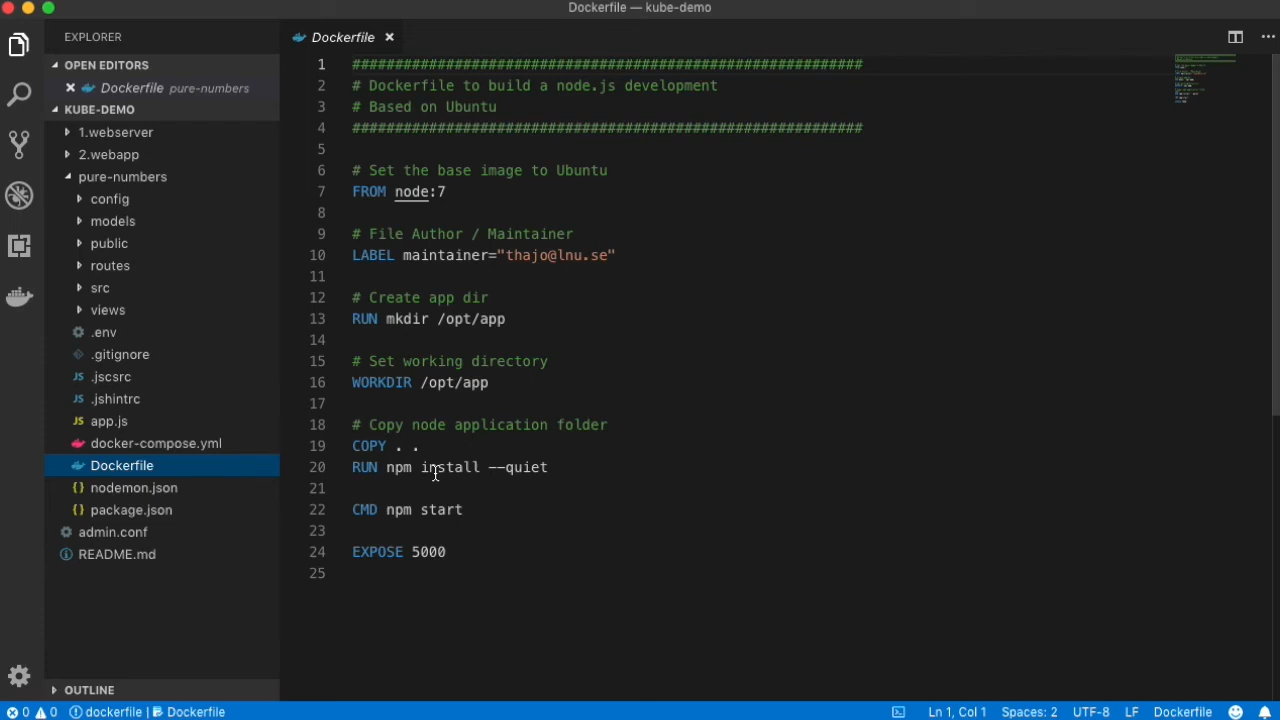 Dockerfile — kube-demo
EXPLORER
OPEN EDITORS
Dockerfile pure-numbers
KUBE-DEMO
1.webserver
2.webapp
pure-numbers
config
models
public
routes
src
views
.env
.gitignore
.jscsrc
.jshintrc
app.js
docker-compose.yml
Dockerfile
nodemon.json
package.json
admin.conf
README.md
OUTLINE
Dockerfile
1 ############################################################
2 # Dockerfile to build a node.js development
3 # Based on Ubuntu
4 ############################################################
5
6 # Set the base image to Ubuntu
7 FROM node:7
8
9 # File Author / Maintainer
10 LABEL maintainer="thajo@lnu.se"
11
12 # Create app dir
13 RUN mkdir /opt/app
14
15 # Set working directory
16 WORKDIR /opt/app
17
18 # Copy node application folder
19 COPY . .
20 RUN npm install --quiet
21
22 CMD npm start
23
24 EXPOSE 5000
25
0 0 dockerfile | Dockerfile
Ln 1, Col 1 Spaces: 2 UTF-8 LF Dockerfile